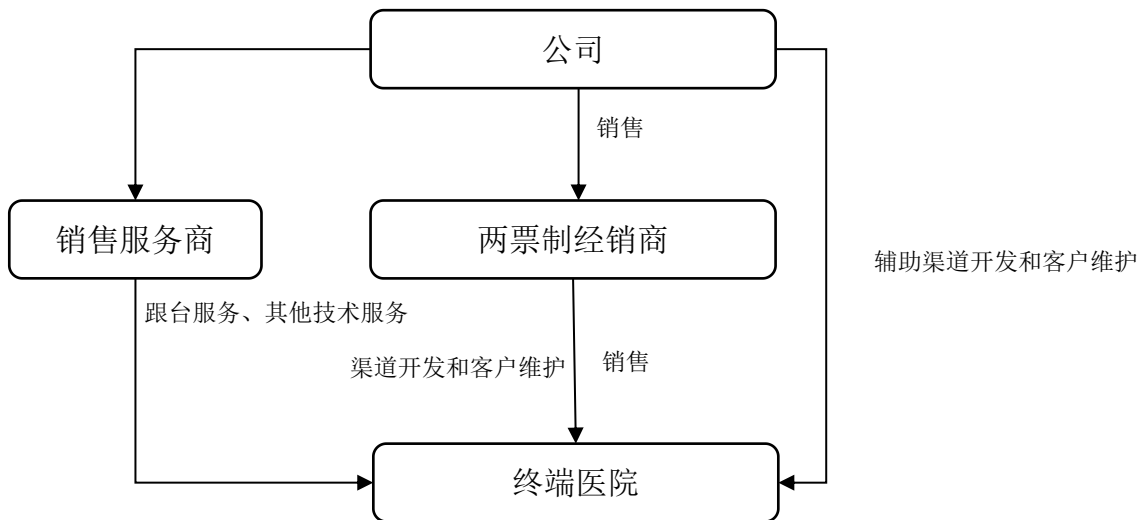 公司
销售
销售服务商
两票制经销商
辅助渠道开发和客户维护
跟台服务、其他技术服务
渠道开发和客户维护
销售
终端医院